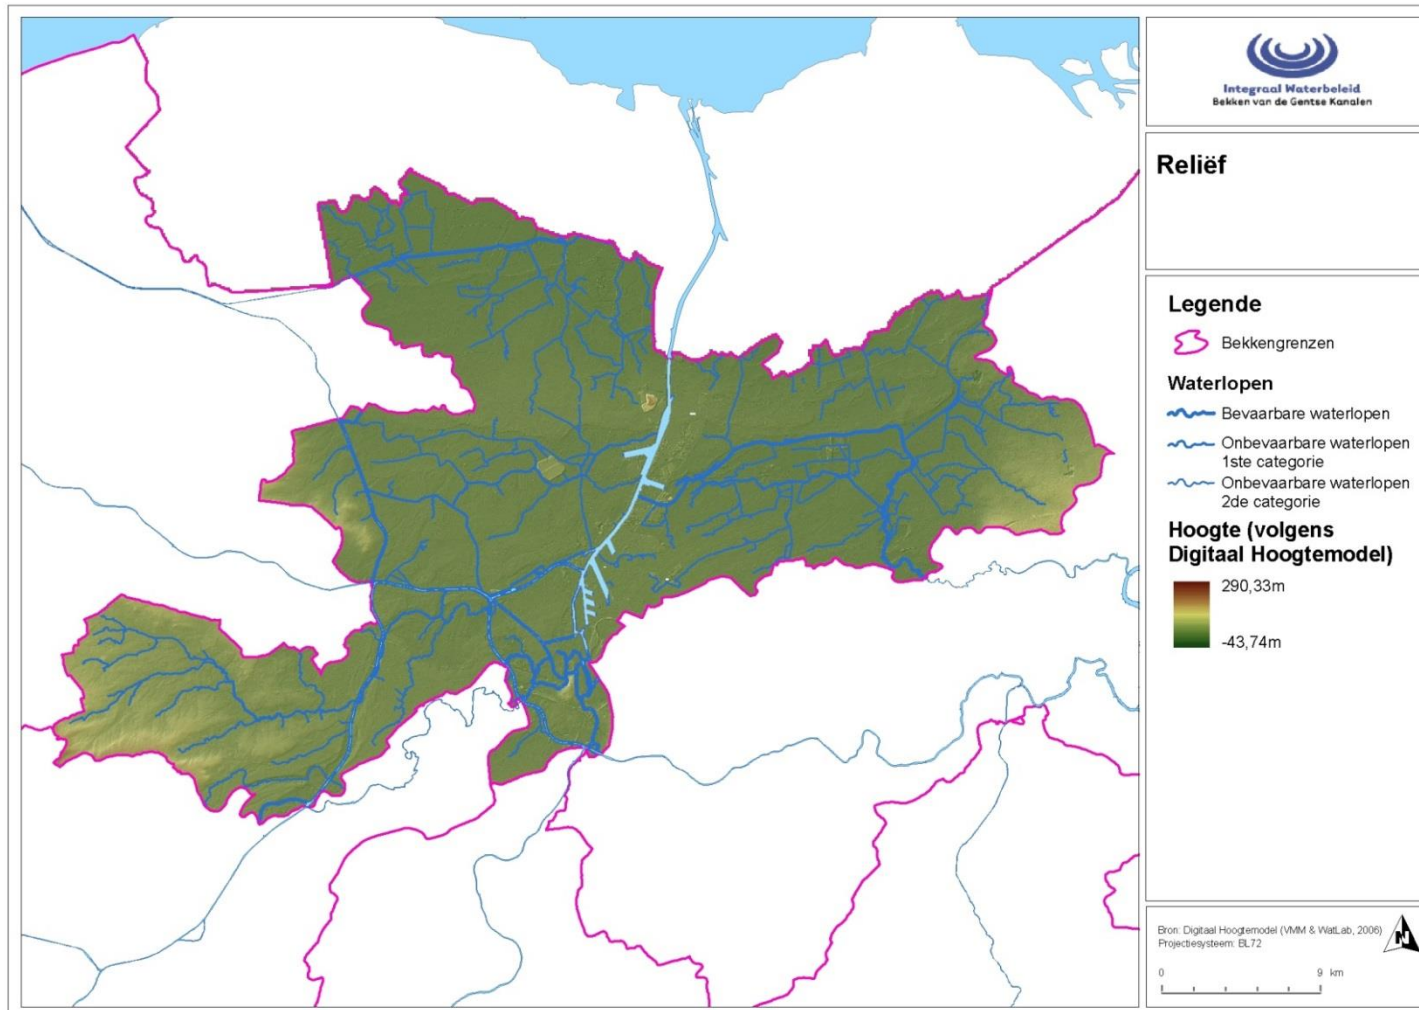 Integraal Waterbeleid
Bekken van de Gentse Kanalen
Reliëf
Legende
Bekkengrenzen
Waterlopen
Bevaarbare waterlopen
Onbevaarbare waterlopen
1ste categorie
Onbevaarbare waterlopen
2de categorie
Hoogte (volgens
Digitaal Hoogtemodel)
290,33m
-43,74m
Bron: Digitaal Hoogtemodel (VMM & WatLab, 2006)
Projectiesysteem: BL72
N
0 9 km